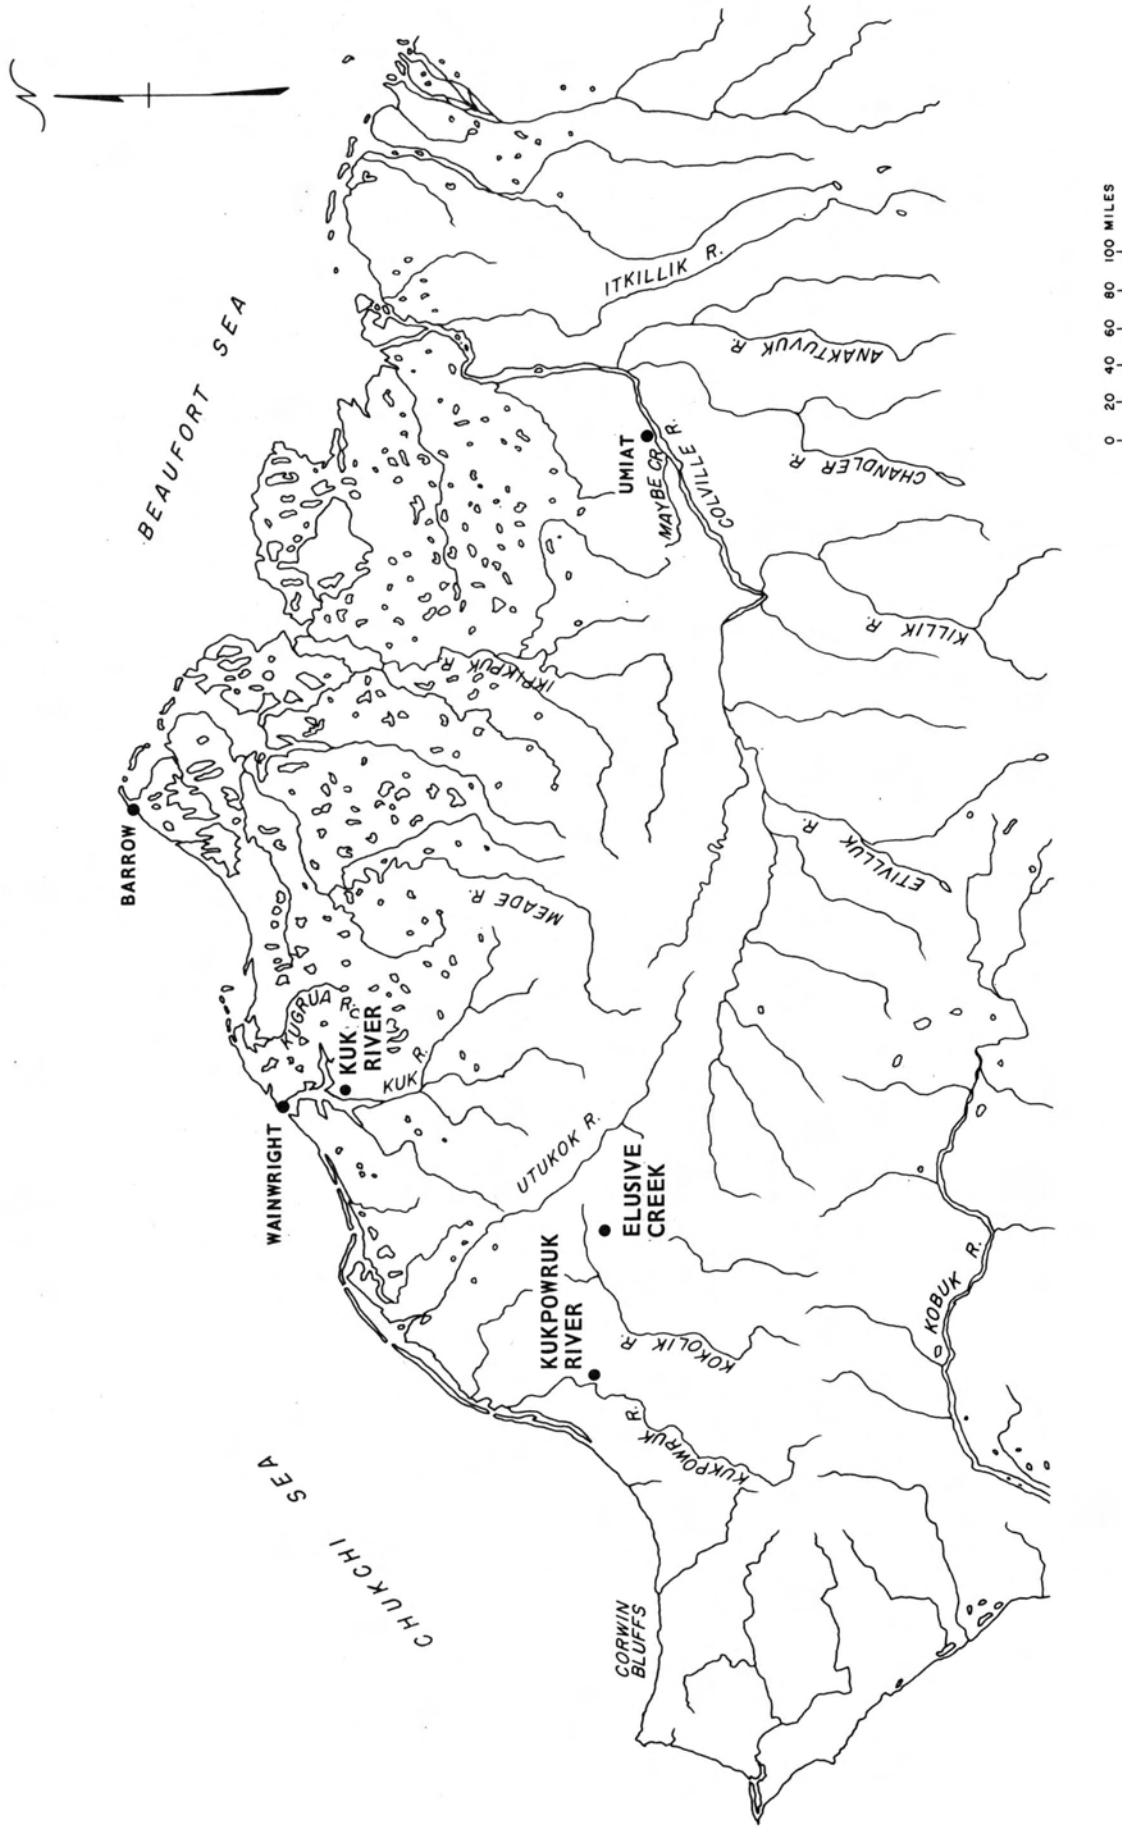 N
BEAUFORT SEA
CHUKCHI SEA
BARROW
WAINWRIGHT
KUGRUA R.
KUK
RIVER
KUK R.
MEADE R.
IKPIKPUK R.
UMIAT
MAYBE CR.
COLVILLE R.
ITKILLIK R.
ANAKTUVUK R.
CHANDLER R.
KILLIK R.
ETIVLLUK R.
UTUKOK R.
ELUSIVE
CREEK
KUKPOWRUK
RIVER
KOKOLIK R.
KUKPOWRUK R.
KOBUK R.
CORWIN
BLUFFS
0 20 40 60 80 100 MILES